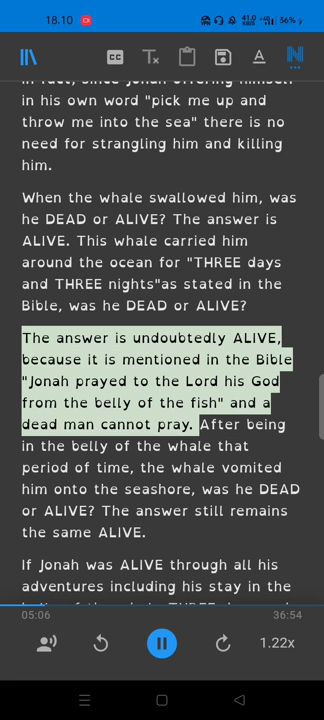 18.10
41.0 KB/S
56%
CC
in his own word "pick me up and
throw me into the sea" there is no
need for strangling him and killing
him.
When the whale swallowed him, was
he DEAD or ALIVE? The answer is
ALIVE. This whale carried him
around the ocean for "THREE days
and THREE nights"as stated in the
Bible, was he DEAD or ALIVE?
The answer is undoubtedly ALIVE,
because it is mentioned in the Bible
"Jonah prayed to the Lord his God
from the belly of the fish" and a
dead man cannot pray. After being
in the belly of the whale that
period of time, the whale vomited
him onto the seashore, was he DEAD
or ALIVE? The answer still remains
the same ALIVE.
If Jonah was ALIVE through all his
adventures including his stay in the
05:06
36:54
1.22x